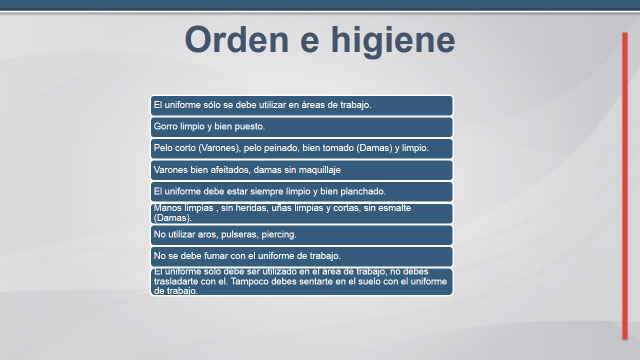 Orden e higiene
El uniforme sólo se debe utilizar en áreas de trabajo.
Gorro limpio y bien puesto.
Pelo corto (Varones), pelo peinado, bien tomado (Damas) y limpio.
Varones bien afeitados, damas sin maquillaje
El uniforme debe estar siempre limpio y bien planchado.
Manos limpias , sin heridas, uñas limpias y cortas, sin esmalte
(Damas).
No utilizar aros, pulseras, piercing.
No se debe fumar con el uniforme de trabajo.
El uniforme solo debe ser utilizado en el área de trabajo, no debes
trasladarte con el. Tampoco debes sentarte en el suelo con el uniforme
de trabajo.